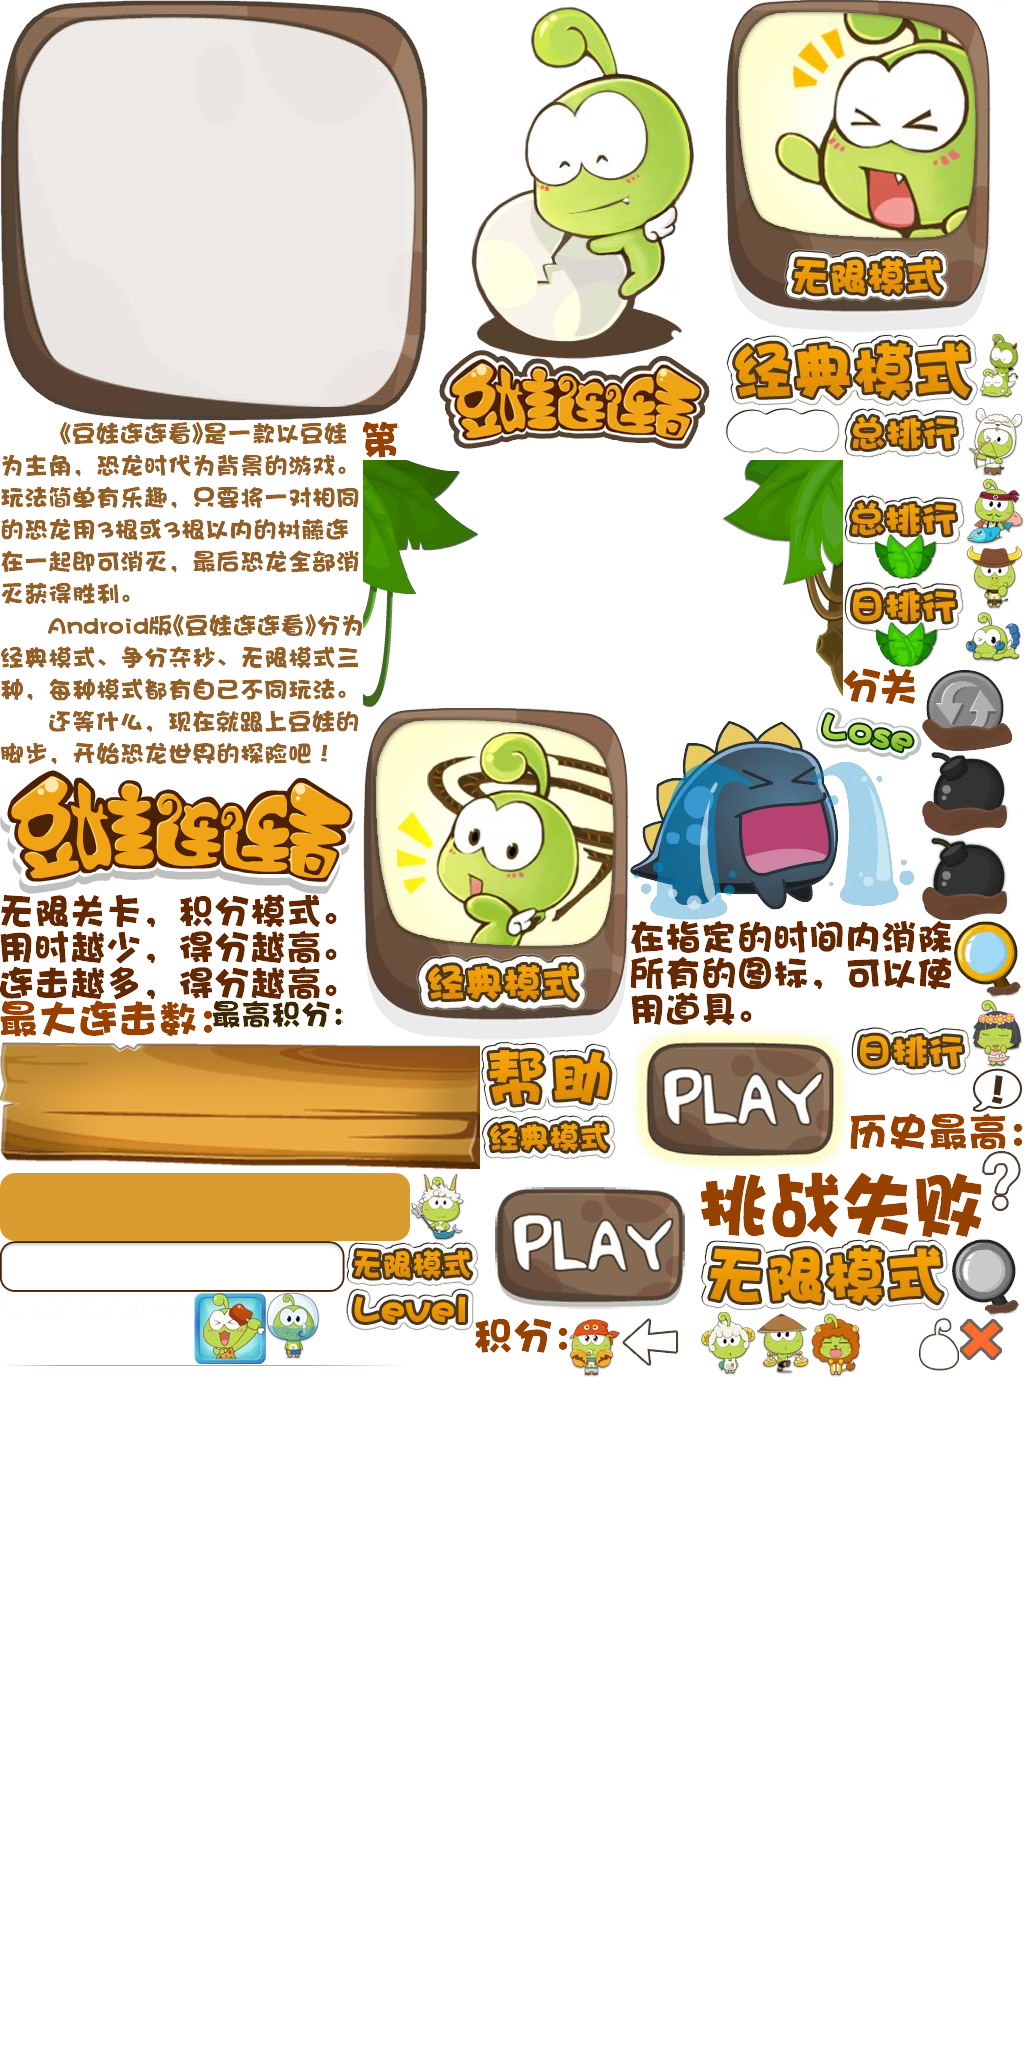 无限模式
经典模式
豆娃连连看
总排行
《豆娃连连看》是一款以豆娃
为主角，恐龙时代为背景的游戏。
玩法简单有乐趣，只要将一对相同
的恐龙用3根或3根以内的树藤连
在一起即可消灭，最后恐龙全部消
灭获得胜利。
Android版《豆娃连连看》分为
经典模式、争分夺秒、无限模式三
种，每种模式都有自己不同玩法。
还等什么，现在就跟上豆娃的
脚步，开始恐龙世界的探险吧！
第
总排行
日排行
分关
Lose
豆娃连连看
经典模式
无限关卡，积分模式。
用时越少，得分越高。
连击越多，得分越高。
最大连击数：
最高积分：
在指定的时间内消除
所有的图标，可以使
用道具。
日排行
帮助
经典模式
PLAY
!
历史最高：
?
挑战失败
PLAY
无限模式
无限模式
Level
积分：